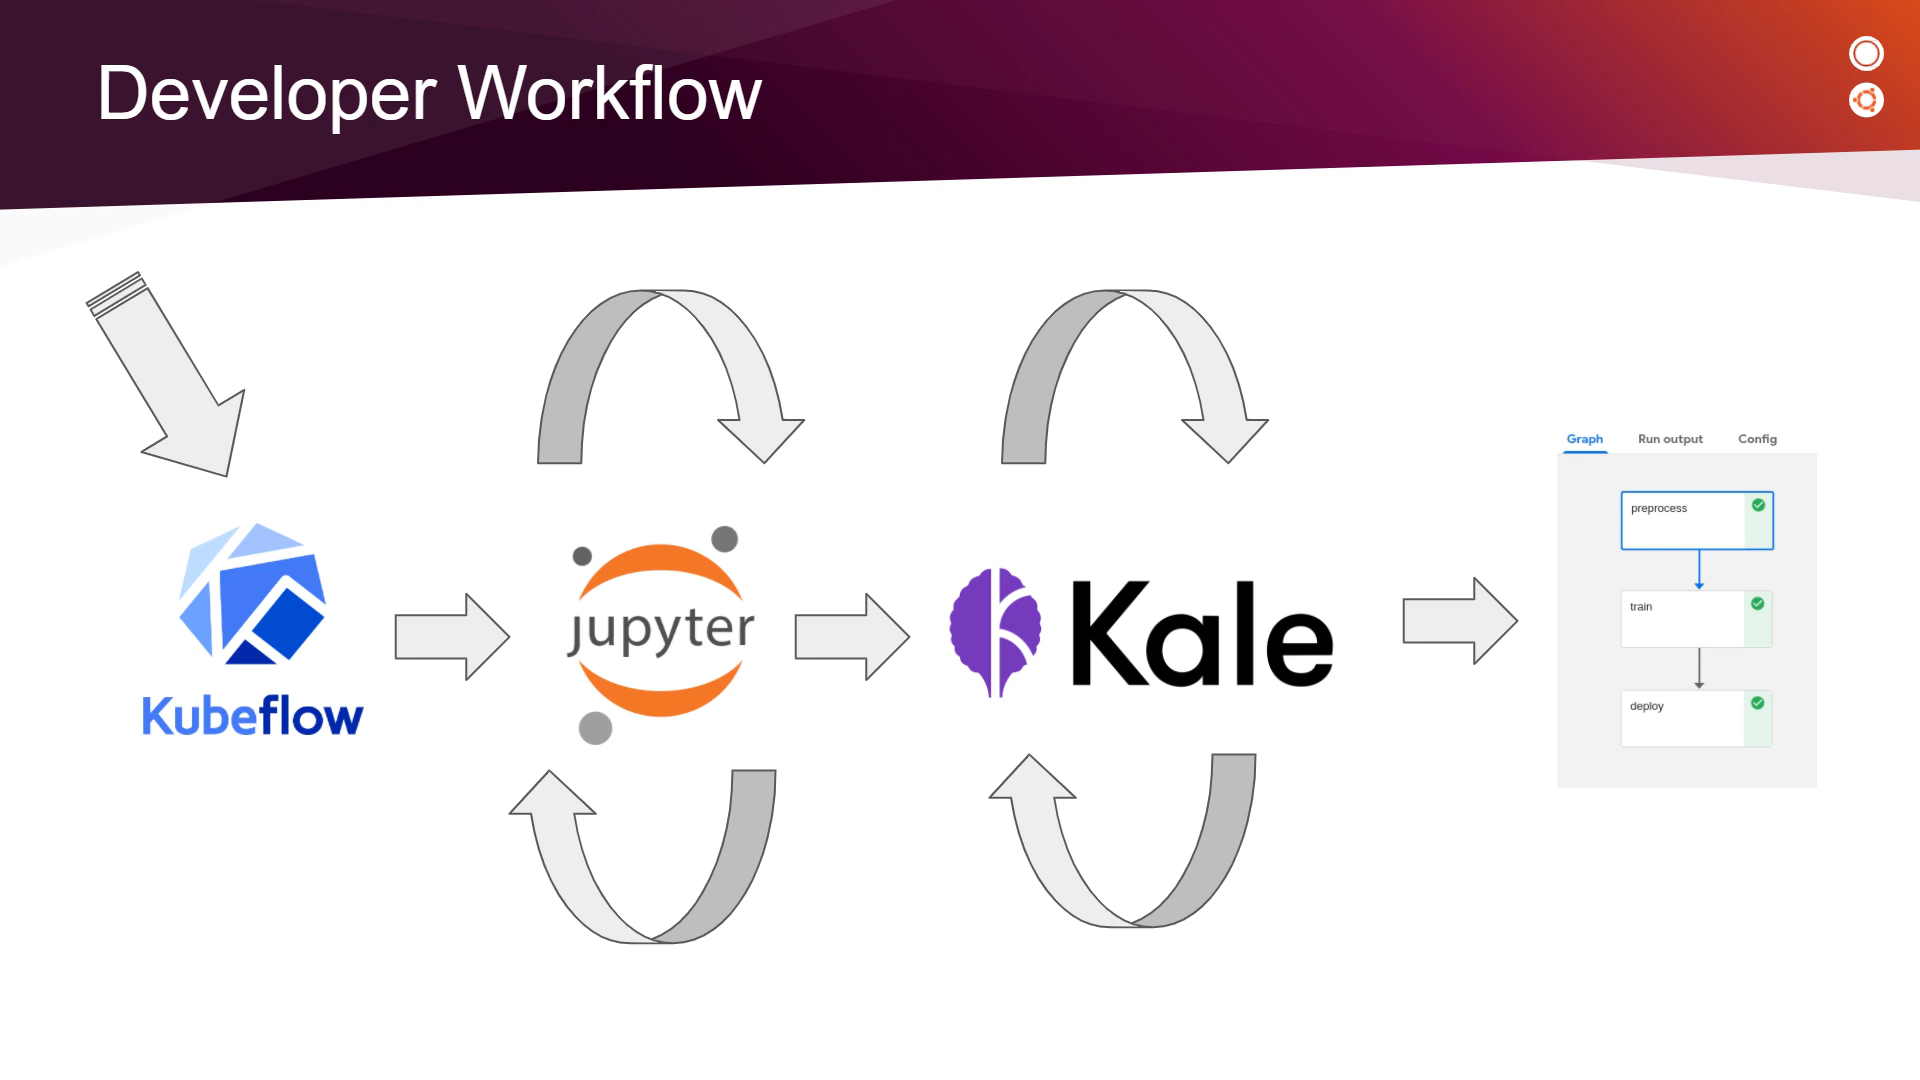 Developer Workflow
Kubeflow
jupyter
Kale
Graph Run output Config
preprocess
train
deploy